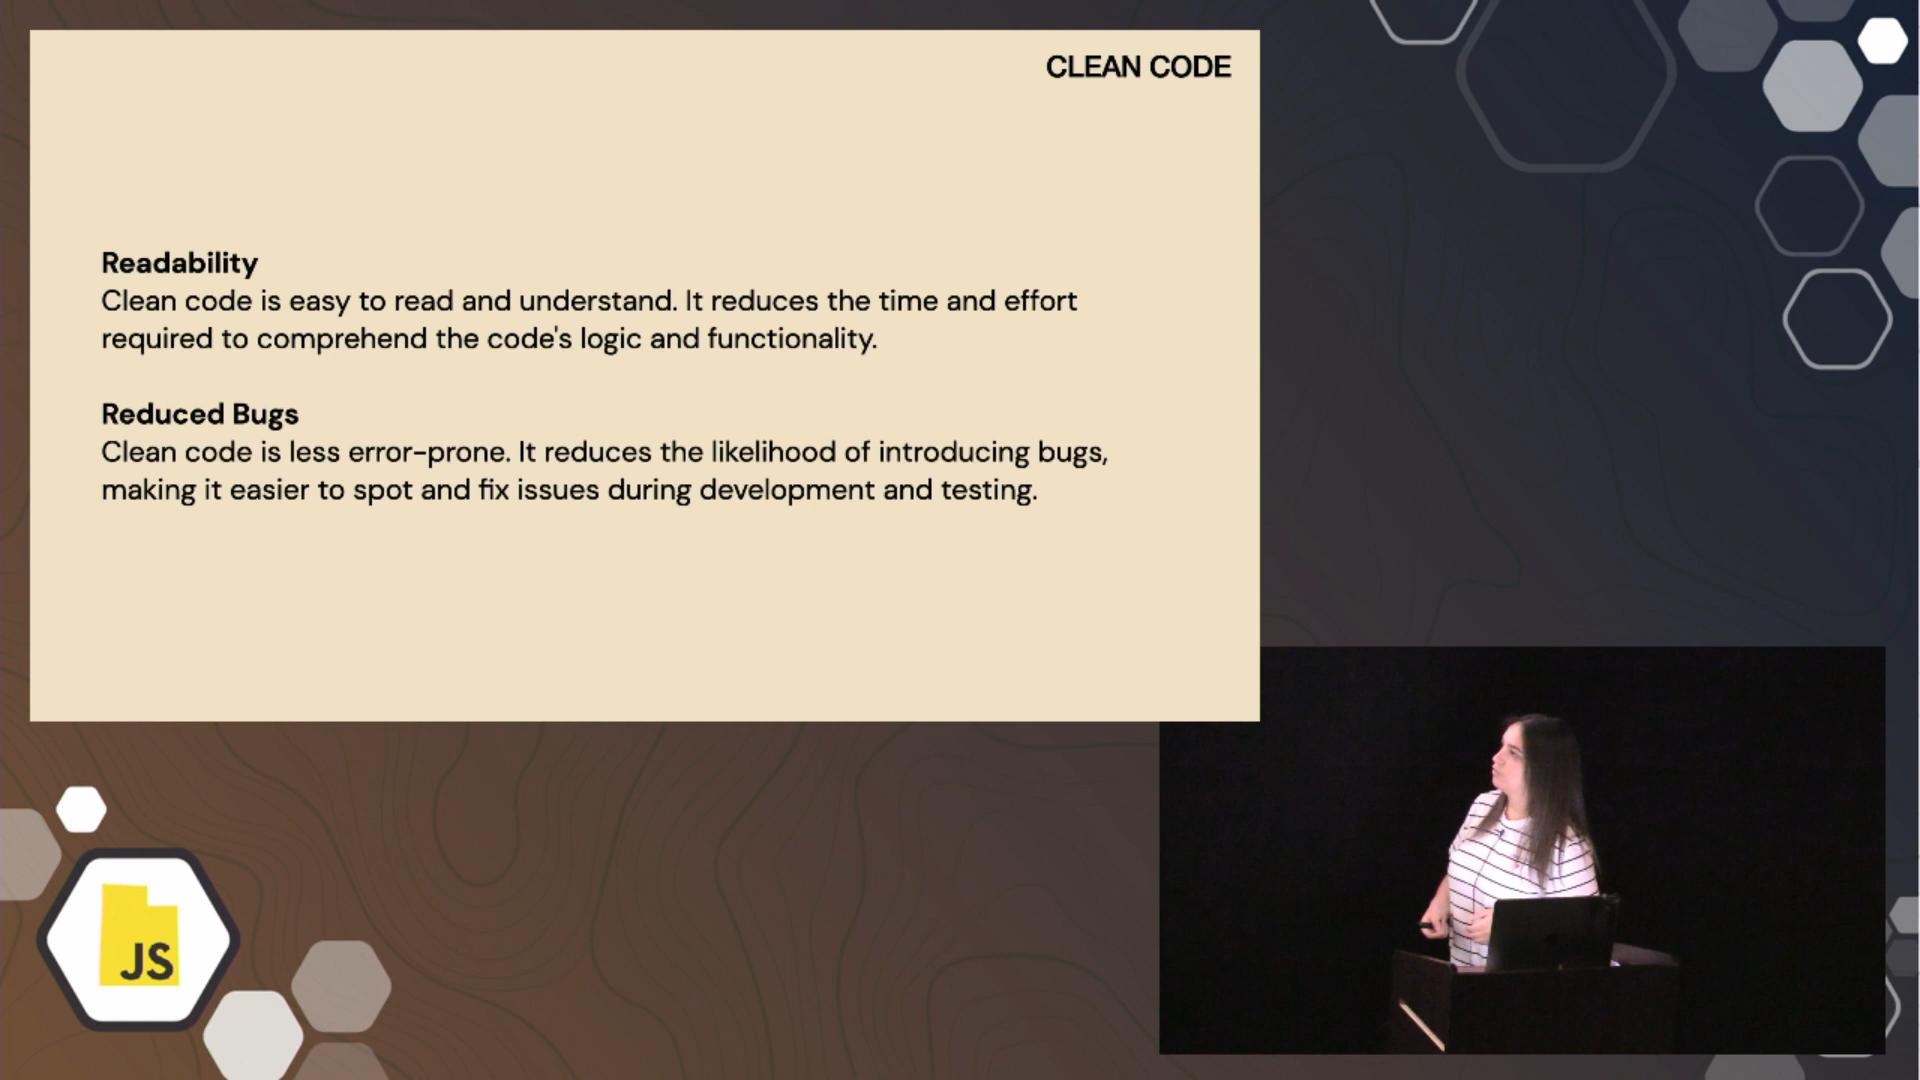 CLEAN CODE
Readability
Clean code is easy to read and understand. It reduces the time and effort
required to comprehend the code's logic and functionality.
Reduced Bugs
Clean code is less error-prone. It reduces the likelihood of introducing bugs,
making it easier to spot and fix issues during development and testing.
JS